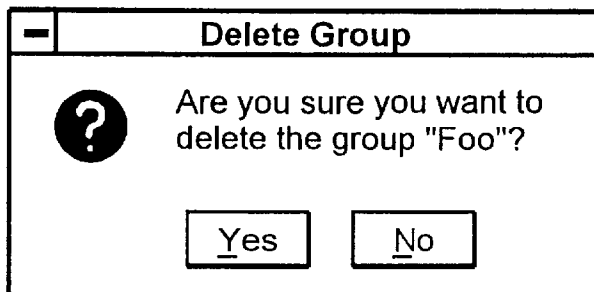 Delete Group
?
Are you sure you want to
delete the group "Foo"?
Yes No